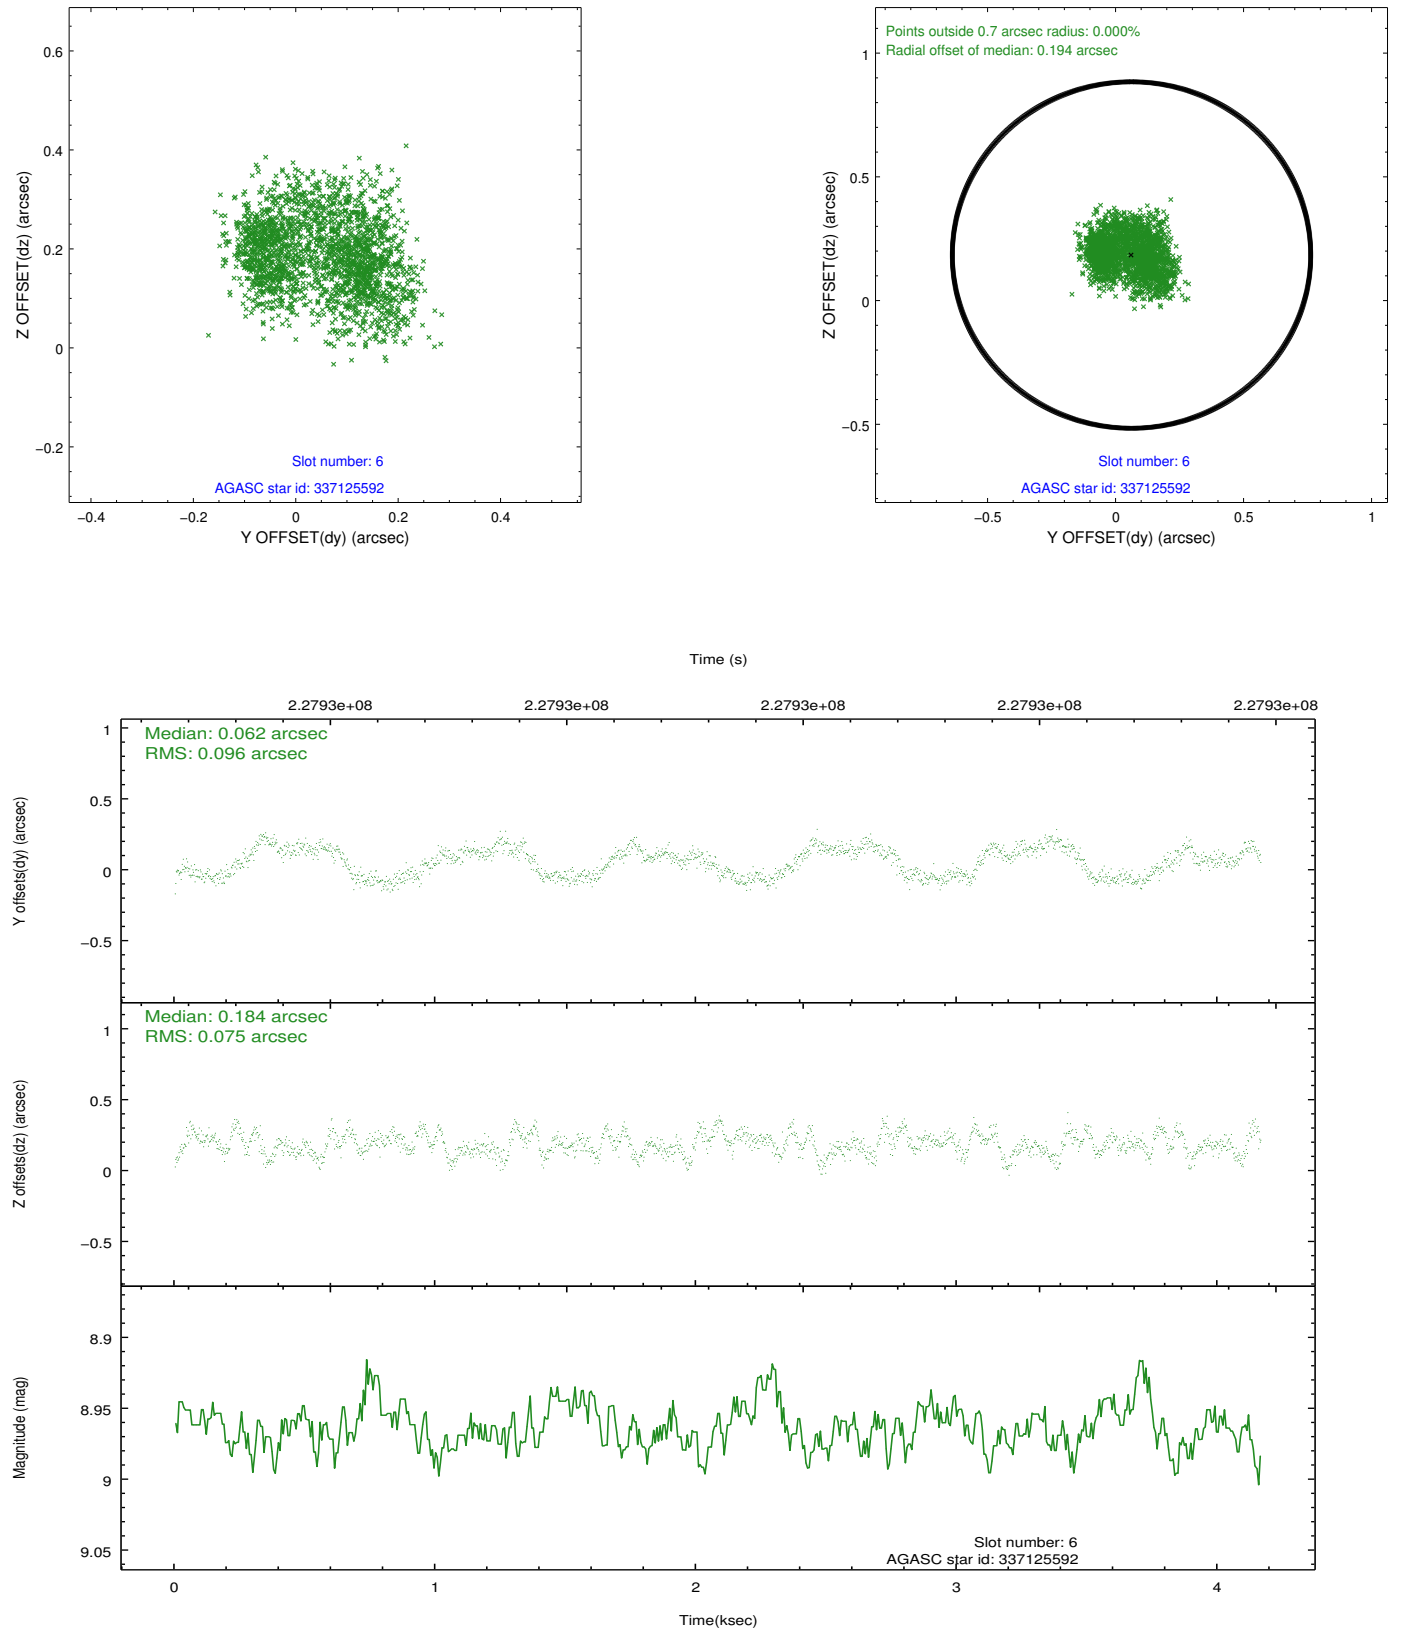 0.6
0.4
0.2
0
−0.2
Z OFFSET(dz) (arcsec)
Slot number: 6
AGASC star id: 337125592
−0.4 −0.2 0 0.2 0.4
Y OFFSET(dy) (arcsec)
Points outside 0.7 arcsec radius: 0.000%
Radial offset of median: 0.194 arcsec
1
0.5
0
−0.5
Z OFFSET(dz) (arcsec)
Slot number: 6
AGASC star id: 337125592
−0.5 0 0.5 1
Y OFFSET(dy) (arcsec)
Time (s)
2.2793e+08 2.2793e+08 2.2793e+08 2.2793e+08 2.2793e+08
Median: 0.062 arcsec
RMS: 0.096 arcsec
1
0.5
0
−0.5
Y offsets(dy) (arcsec)
Median: 0.184 arcsec
RMS: 0.075 arcsec
1
0.5
0
−0.5
Z offsets(dz) (arcsec)
8.9
8.95
9
9.05
Magnitude (mag)
Slot number: 6
AGASC star id: 337125592
0 1 2 3 4
Time(ksec)